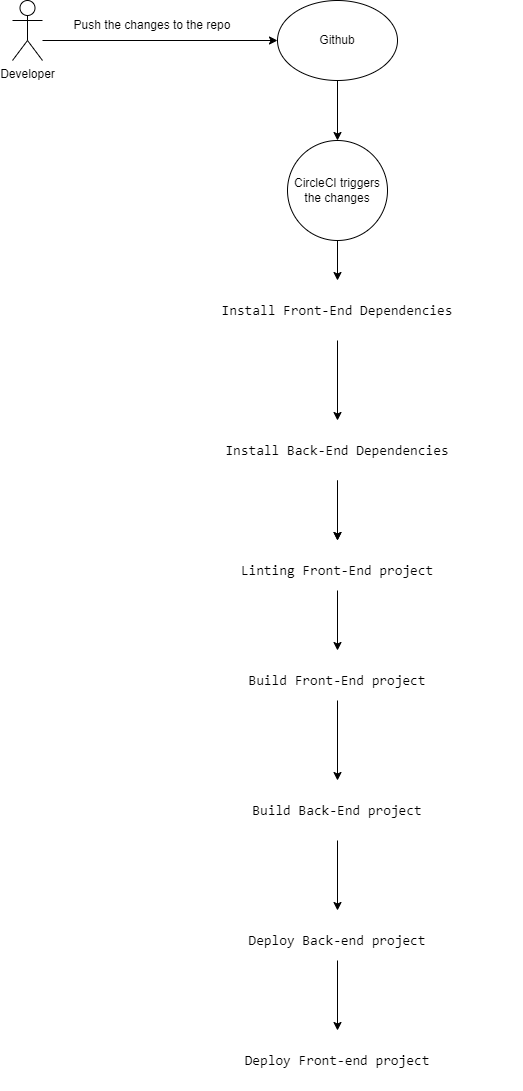 Push the changes to the repo
Github
Developer
CircleCI triggers
the changes
Install Front-End Dependencies
Install Back-End Dependencies
Linting Front-End project
Build Front-End project
Build Back-End project
Deploy Back-end project
Deploy Front-end project